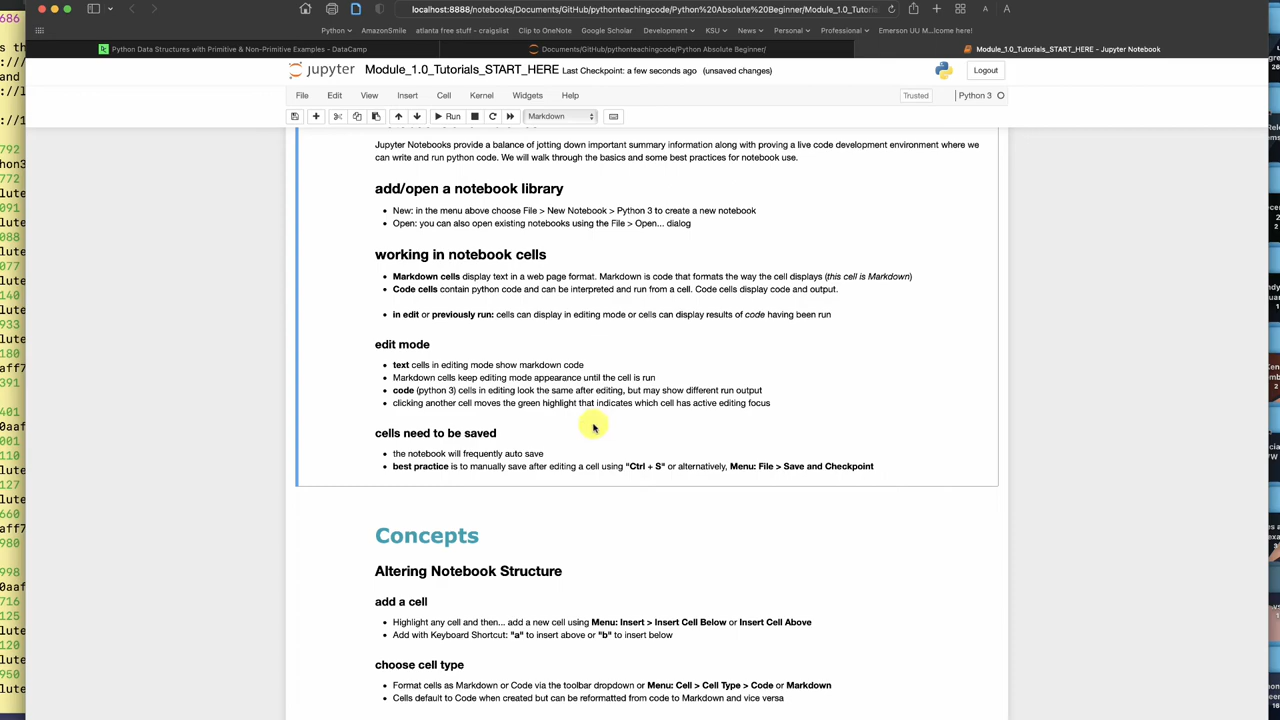 localhost:8888/notebooks/Documents/GitHub/pythonteachingcode/Python%20Absolute%20Beginner/Module_1.0_Tutoria
Python AmazonSmile atlanta free stuff - craigslist Clip to OneNote Google Scholar Development KSU News Personal Professional Emerson UU M...lcome here!
Python Data Structures with Primitive & Non-Primitive Examples - DataCamp Documents/GitHub/pythonteachingcode/Python Absolute Beginner/ Module_1.0_Tutorials_START_HERE - Jupyter Notebook
jupyter Module_1.0_Tutorials_START_HERE Last Checkpoint: a few seconds ago (unsaved changes) Logout
File Edit View Insert Cell Kernel Widgets Help Trusted Python 3
Run Markdown
Jupyter Notebooks provide a balance of jotting down important summary information along with proving a live code development environment where we
can write and run python code. We will walk through the basics and some best practices for notebook use.
add/open a notebook library
New: in the menu above choose File > New Notebook > Python 3 to create a new notebook
Open: you can also open existing notebooks using the File > Open... dialog
working in notebook cells
Markdown cells display text in a web page format. Markdown is code that formats the way the cell displays (this cell is Markdown)
Code cells contain python code and can be interpreted and run from a cell. Code cells display code and output.
in edit or previously run: cells can display in editing mode or cells can display results of code having been run
edit mode
text cells in editing mode show markdown code
Markdown cells keep editing mode appearance until the cell is run
code (python 3) cells in editing look the same after editing, but may show different run output
clicking another cell moves the green highlight that indicates which cell has active editing focus
cells need to be saved
the notebook will frequently auto save
best practice is to manually save after editing a cell using "Ctrl + S" or alternatively, Menu: File > Save and Checkpoint
Concepts
Altering Notebook Structure
add a cell
Highlight any cell and then... add a new cell using Menu: Insert > Insert Cell Below or Insert Cell Above
Add with Keyboard Shortcut: "a" to insert above or "b" to insert below
choose cell type
Format cells as Markdown or Code via the toolbar dropdown or Menu: Cell > Cell Type > Code or Markdown
Cells default to Code when created but can be reformatted from code to Markdown and vice versa